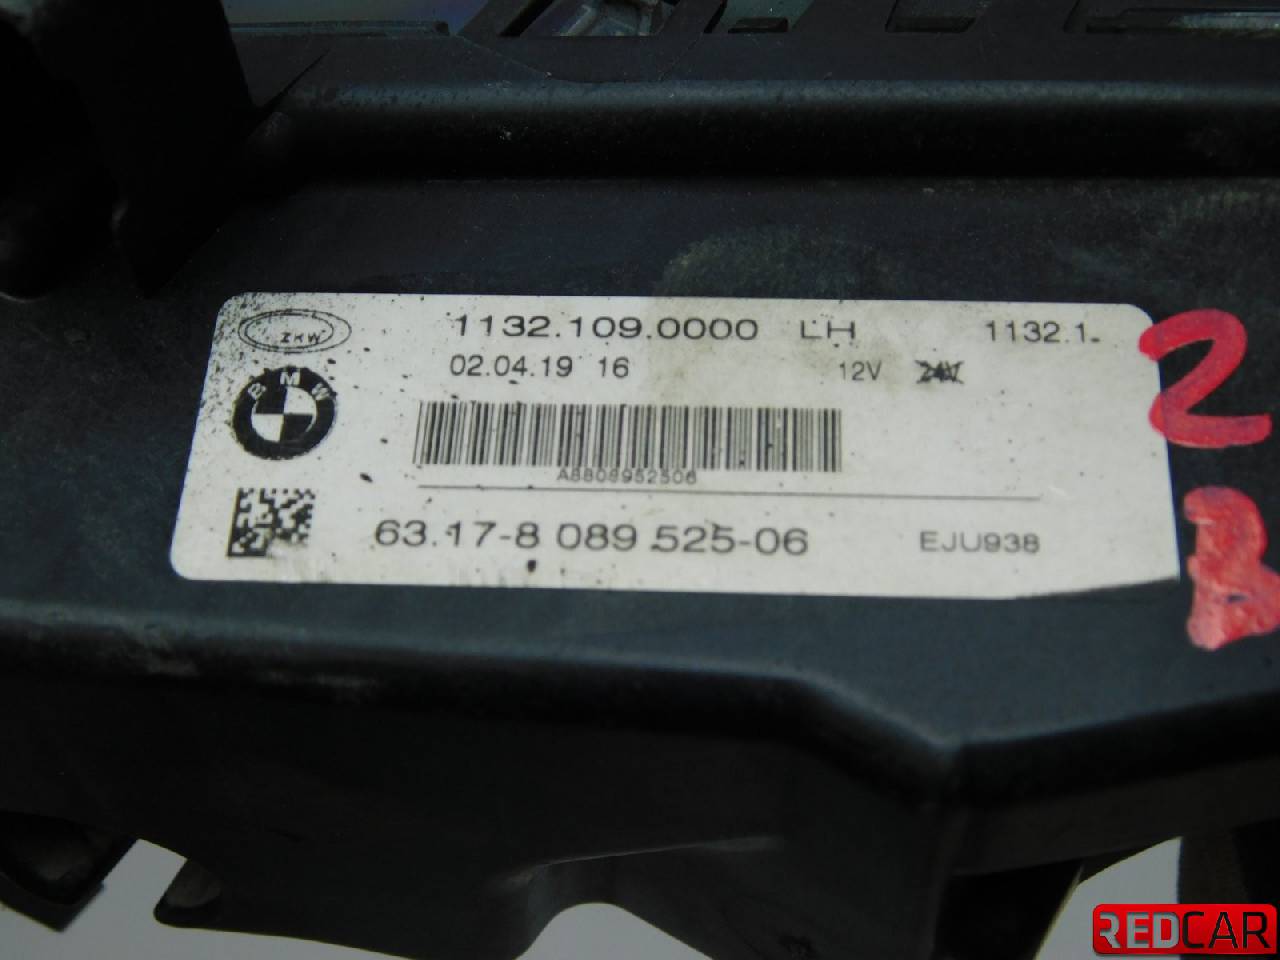 ZKW
1132.109.0000 LH 1132.1.
02.04.19 16 12V 24V
BMW
A8808952506
63.17-8 089 525-06 EJU938
2
B
REDCAR